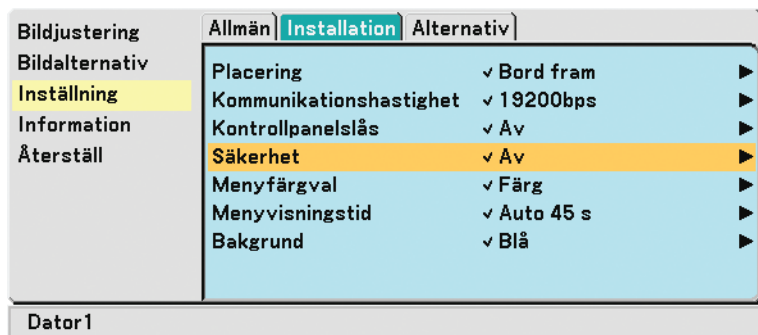 Bildjustering
Bildalternativ
Inställning
Information
Återställ
Allmän Installation Alternativ
Placering ✓ Bord fram ▶
Kommunikationshastighet ✓ 19200bps ▶
Kontrollpanelslås ✓ Av ▶
Säkerhet ✓ Av ▶
Menyfärgval ✓ Färg ▶
Menyvisningstid ✓ Auto 45 s ▶
Bakgrund ✓ Blå ▶
Dator1